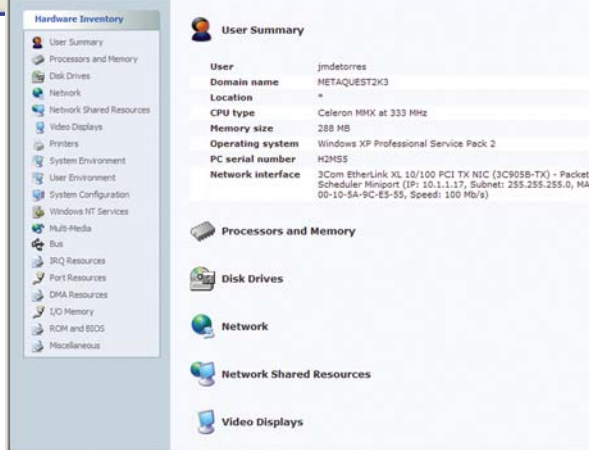 Hardware Inventory
User Summary
Processors and Memory
Disk Drives
Network
Network Shared Resources
Video Displays
Printers
System Environment
User Environment
System Configuration
Windows NT Services
Multi-Media
Bus
IRQ Resources
Port Resources
DMA Resources
I/O Memory
ROM and BIOS
Miscellaneous
User Summary
User jmdetorres
Domain name METAQUEST2K3
Location -
CPU type Celeron MMX at 333 MHz
Memory size 288 MB
Operating system Windows XP Professional Service Pack 2
PC serial number H2MS5
Network interface 3Com EtherLink XL 10/100 PCI TX NIC (3C905B-TX) - Packet
Scheduler Miniport (IP: 10.1.1.17, Subnet: 255.255.255.0, MA
00-10-5A-9C-E5-55, Speed: 100 Mb/s)
Processors and Memory
Disk Drives
Network
Network Shared Resources
Video Displays